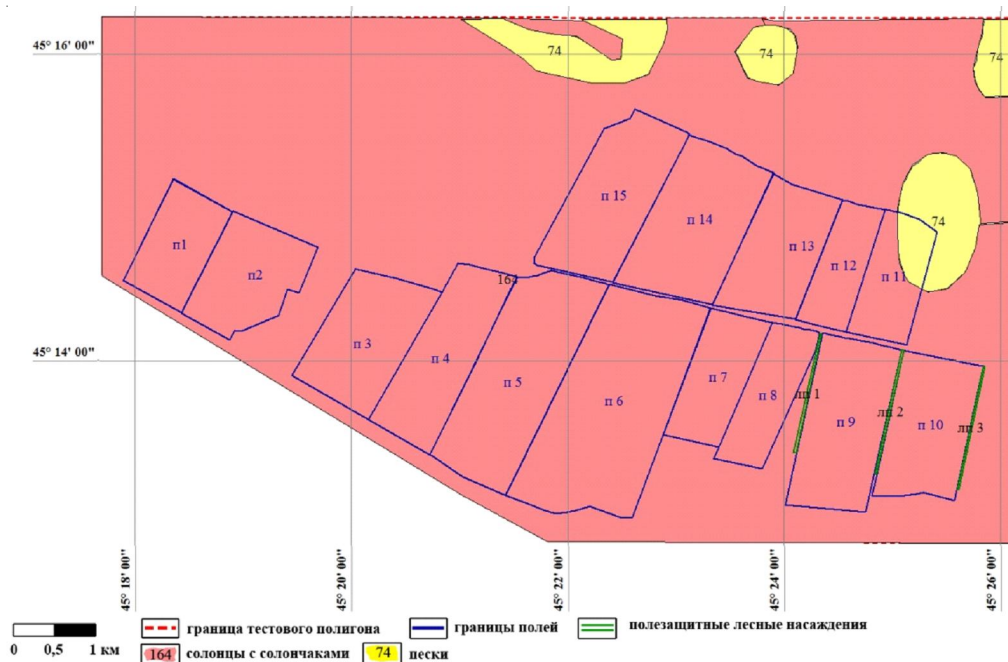 45° 16' 00"
74
74
74
п 15
п 14
74
п1
п2
п 13
п 12
п 11
164
45° 14' 00"
п 3
п 4
п 5
п 6
п 7
п 8
лп 1
п 9
лп 2
п 10
лп 3
45° 18' 00"
45° 20' 00"
45° 22' 00"
45° 24' 00"
45° 26' 00"
0 0,5 1 км
граница тестового полигона
границы полей
полезащитные лесные насаждения
164 солонцы с солончаками
74 пески